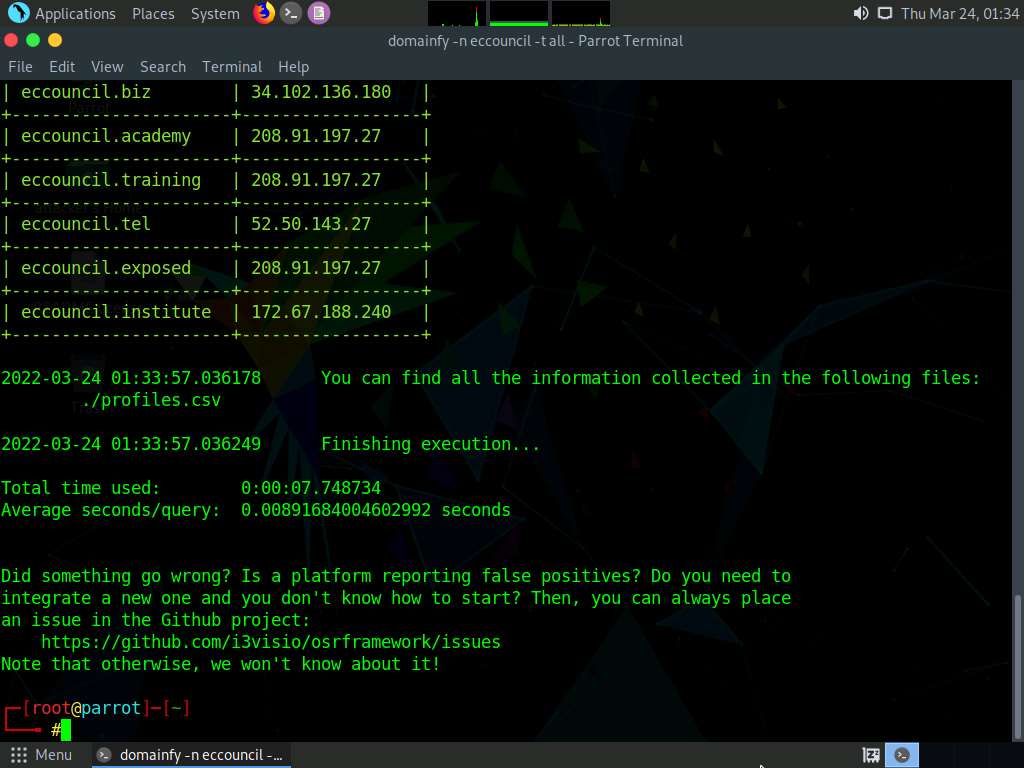 Applications Places System Thu Mar 24, 01:34
domainfy -n eccouncil -t all - Parrot Terminal
File Edit View Search Terminal Help
| eccouncil.biz | 34.102.136.180 |
+----------------------+------------------+
| eccouncil.academy | 208.91.197.27 |
+----------------------+------------------+
| eccouncil.training | 208.91.197.27 |
+----------------------+------------------+
| eccouncil.tel | 52.50.143.27 |
+----------------------+------------------+
| eccouncil.exposed | 208.91.197.27 |
+----------------------+------------------+
| eccouncil.institute | 172.67.188.240 |
+----------------------+------------------+
2022-03-24 01:33:57.036178 You can find all the information collected in the following files:
./profiles.csv
2022-03-24 01:33:57.036249 Finishing execution...
Total time used: 0:00:07.748734
Average seconds/query: 0.00891684004602992 seconds
Did something go wrong? Is a platform reporting false positives? Do you need to
integrate a new one and you don't know how to start? Then, you can always place
an issue in the Github project:
https://github.com/i3visio/osrframework/issues
Note that otherwise, we won't know about it!
┌─[root@parrot]─[~]
└──╼ #
Menu domainfy -n eccouncil -...